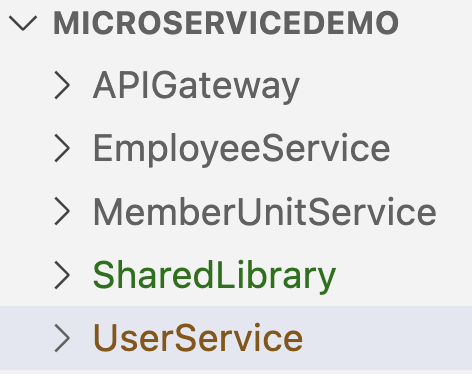 MICROSERVICEDEMO
APIGateway
EmployeeService
MemberUnitService
SharedLibrary
UserService